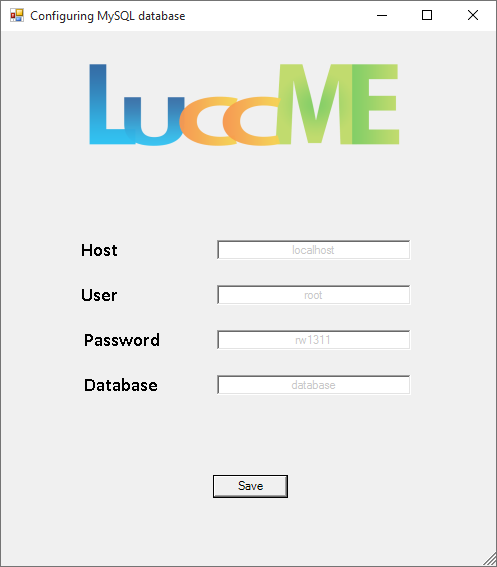 Configuring MySQL database
LuccME
Host localhost
User root
Password rw1311
Database database
Save